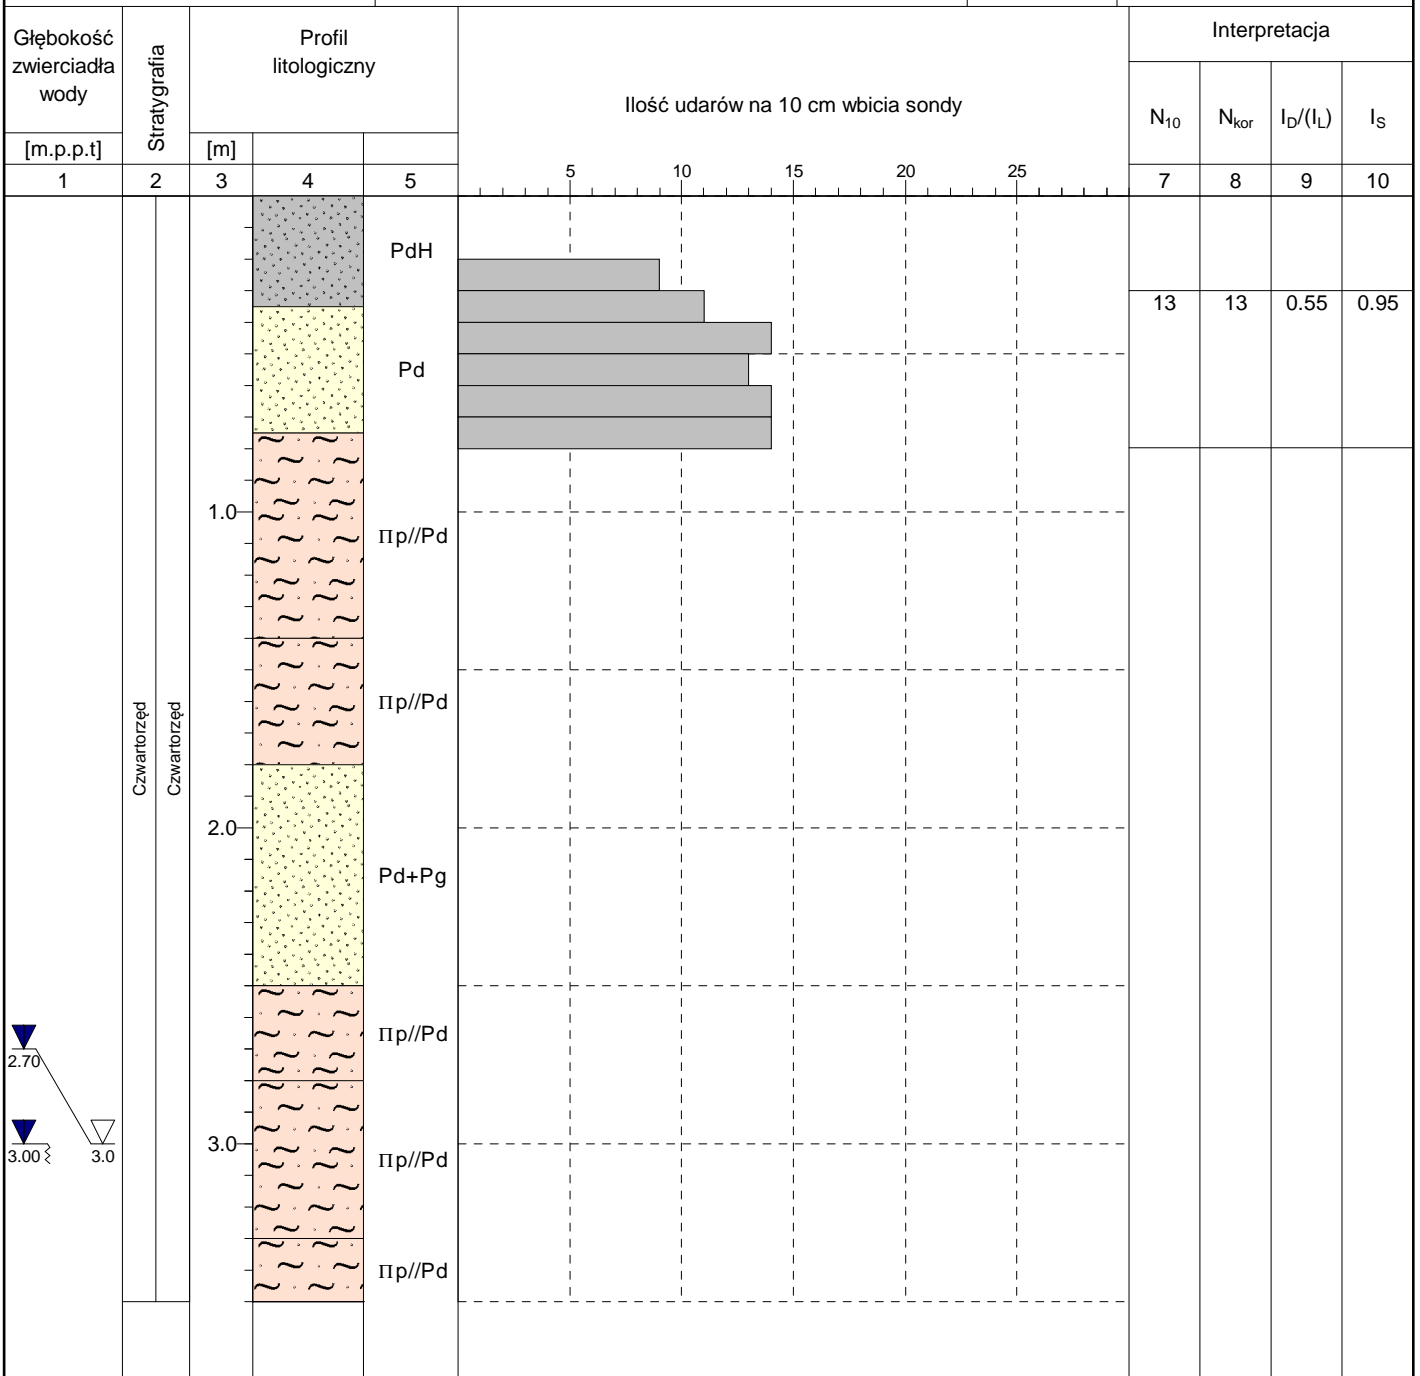 Głębokość
zwierciadła
wody
[m.p.p.t]
Stratygrafia
Profil
litologiczny
[m]
Ilość udarów na 10 cm wbicia sondy
Interpretacja
N10
Nkor
ID/(IL)
IS
5 10 15 20 25
1 2 3 4 5 7 8 9 10
PdH
13 13 0.55 0.95
Pd
1.0
Πp//Pd
Πp//Pd
Czwartorzęd
Czwartorzęd
2.0
Pd+Pg
Πp//Pd
2.70
3.0
3.00 3.0
Πp//Pd
Πp//Pd